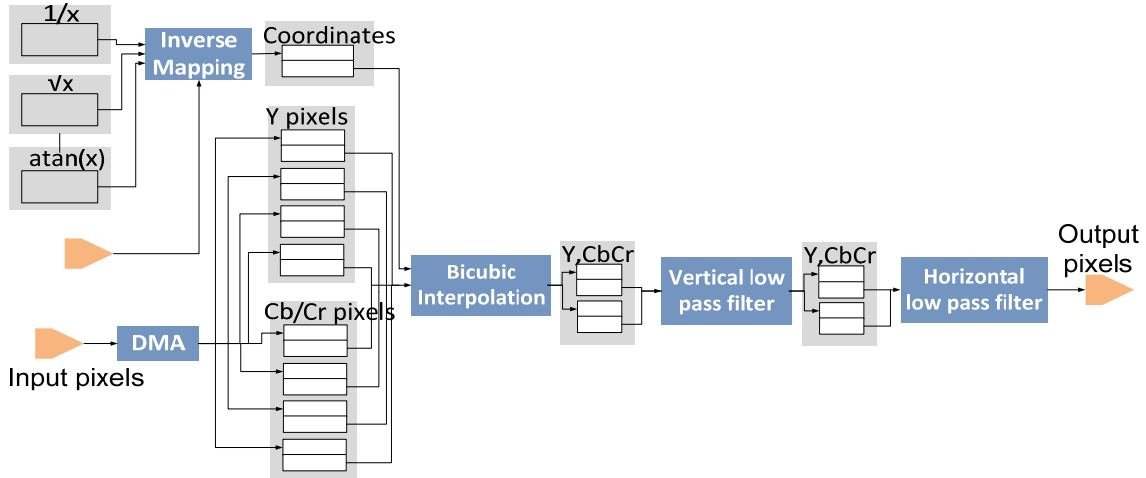 1/x
√x
atan(x)
Inverse
Mapping
Coordinates
Y pixels
Cb/Cr pixels
Input pixels
DMA
Bicubic
Interpolation
Y,CbCr
Vertical low
pass filter
Y,CbCr
Horizontal
low pass filter
Output
pixels